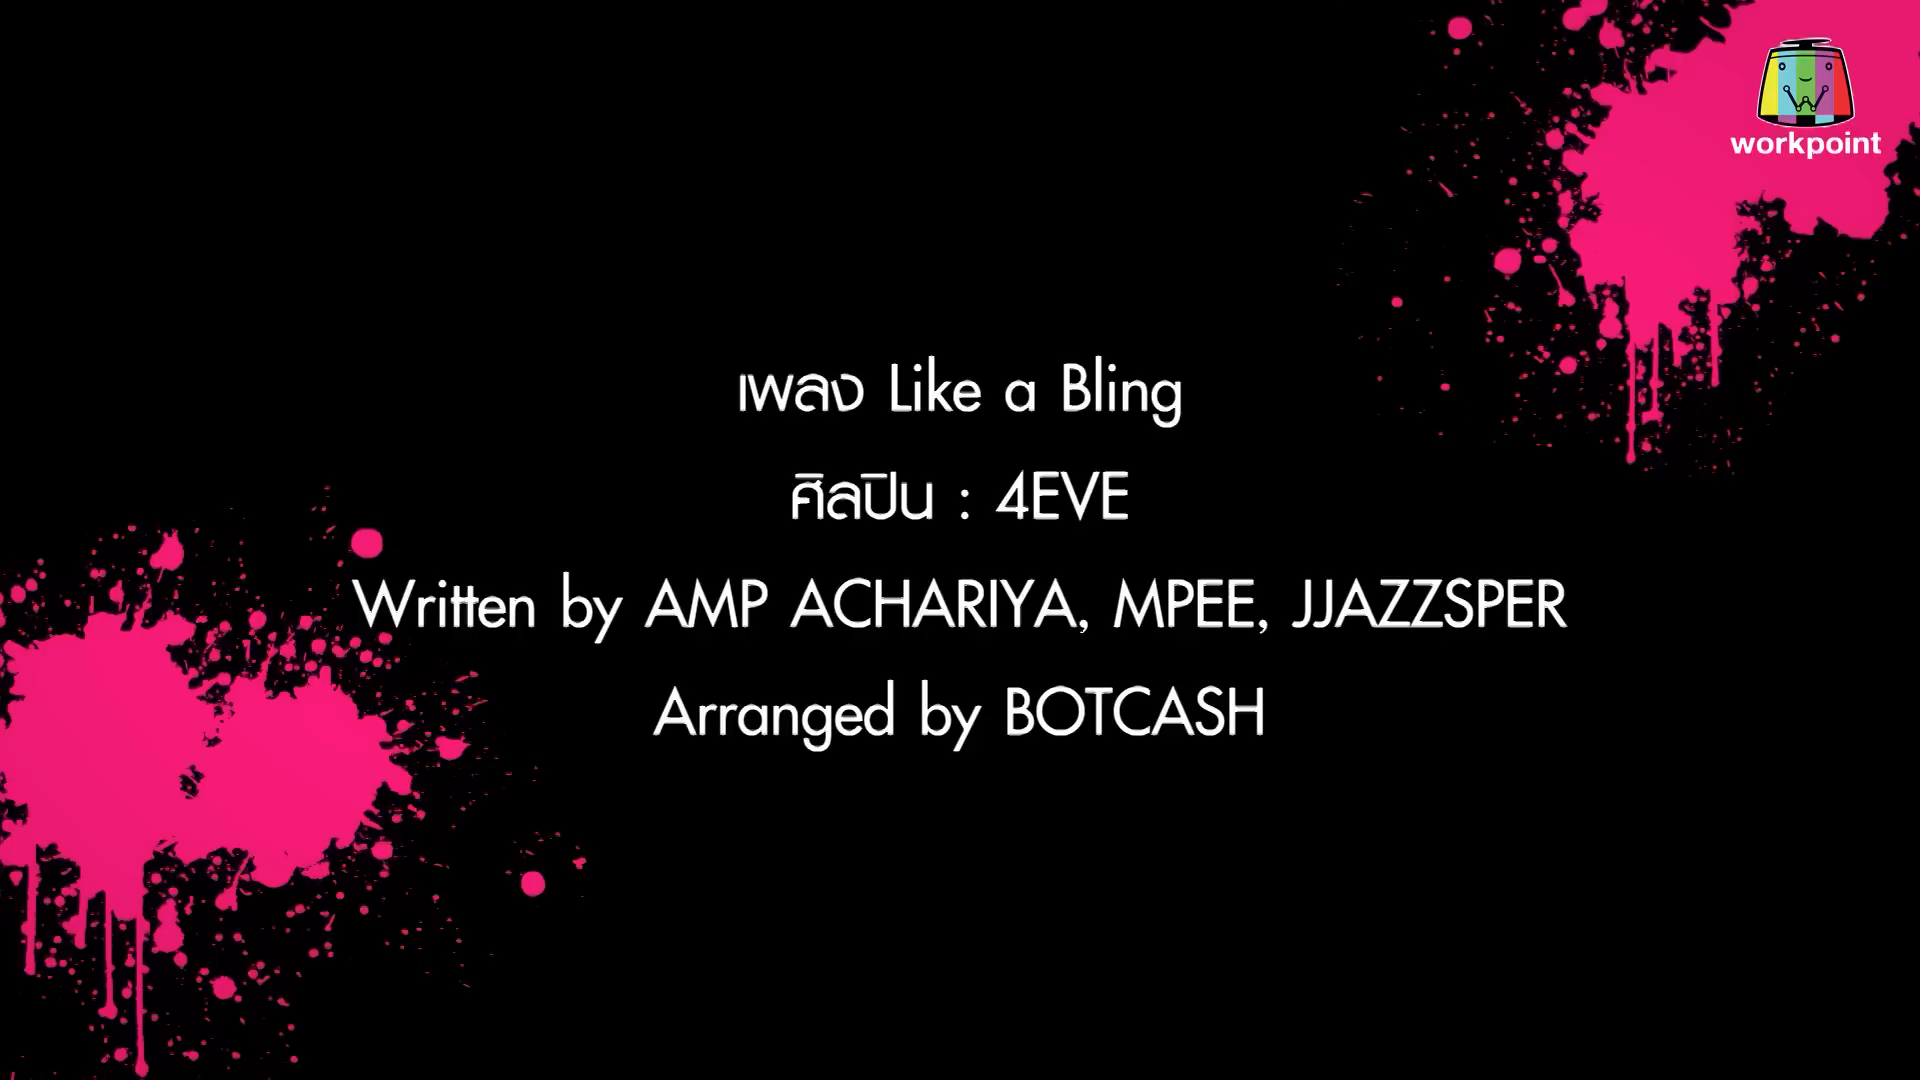 workpoint
เพลง Like a Bling
ศิลปิน : 4EVE
Written by AMP ACHARIYA, MPEE, JJAZZSPER
Arranged by BOTCASH